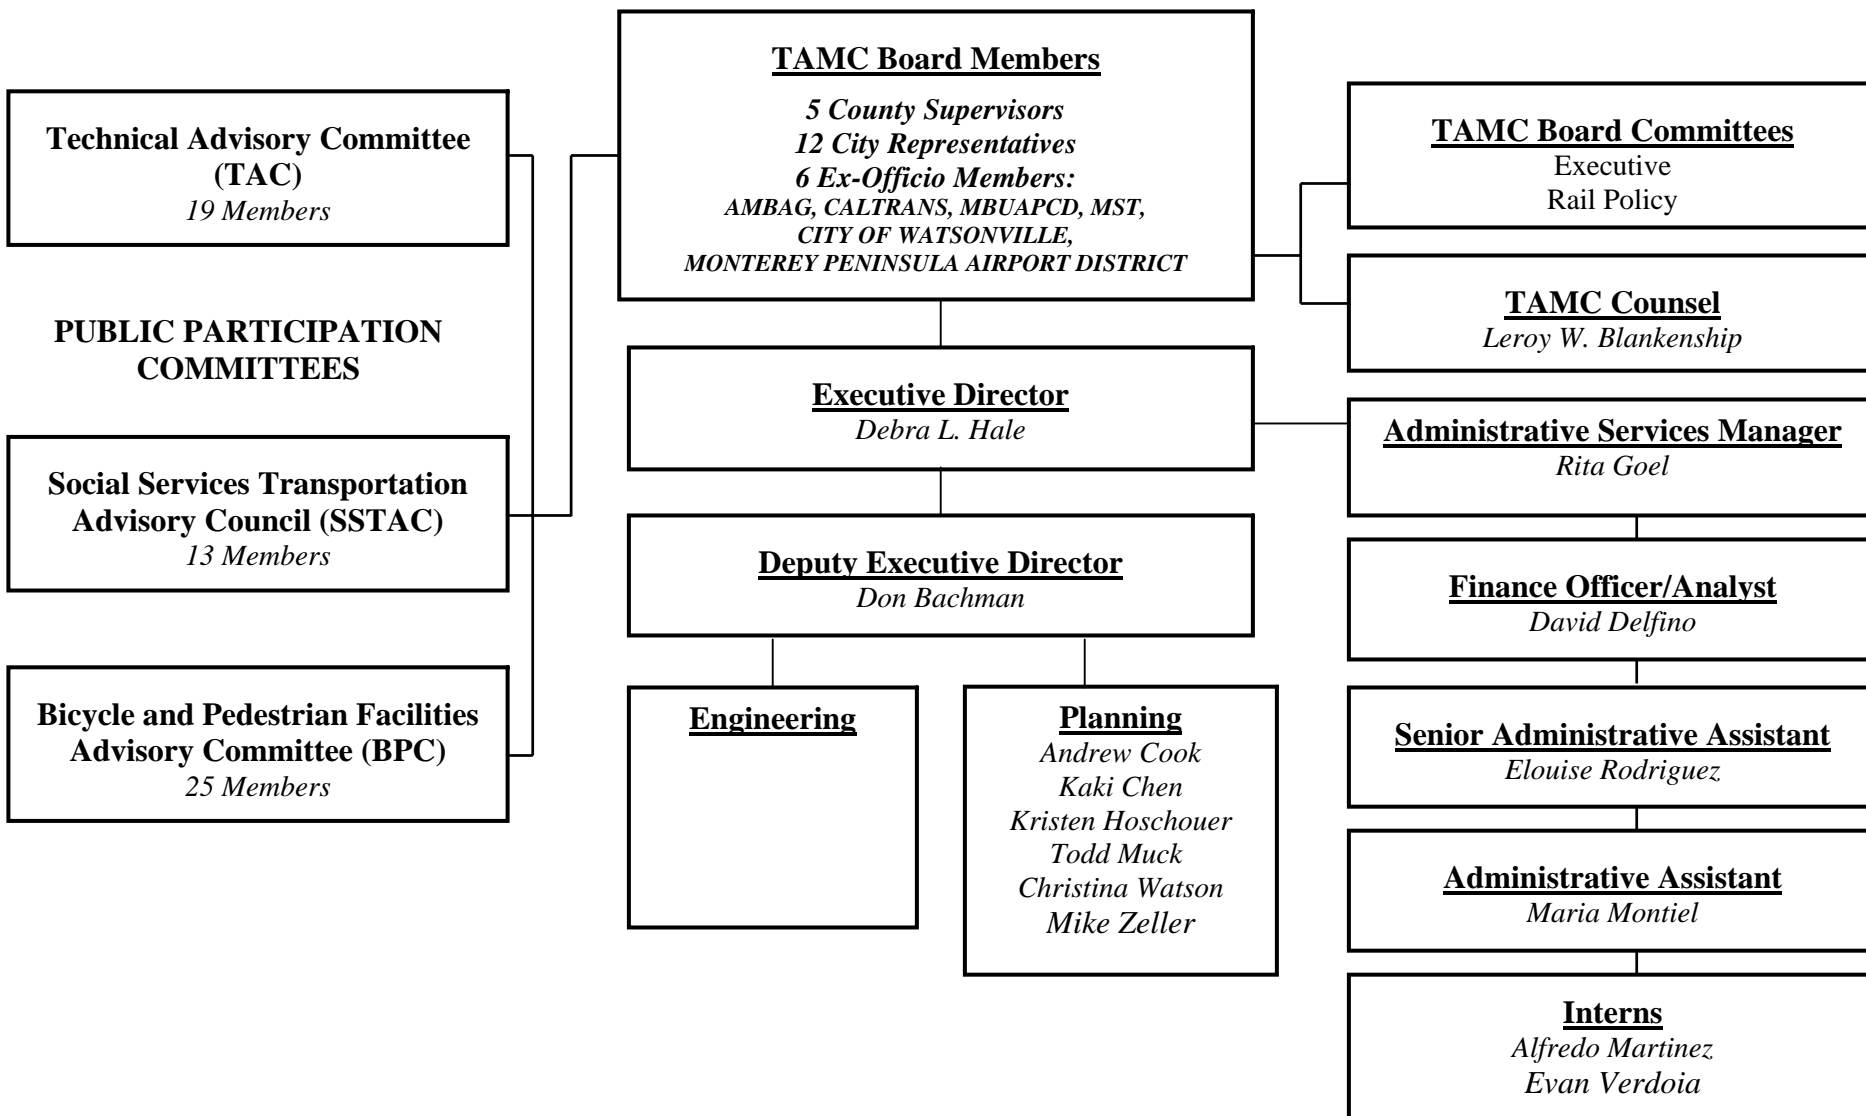 TAMC Board Members
5 County Supervisors
12 City Representatives
6 Ex-Officio Members:
AMBAG, CALTRANS, MBUAPCD, MST,
CITY OF WATSONVILLE,
MONTEREY PENINSULA AIRPORT DISTRICT
Technical Advisory Committee
(TAC)
19 Members
PUBLIC PARTICIPATION
COMMITTEES
Social Services Transportation
Advisory Council (SSTAC)
13 Members
Bicycle and Pedestrian Facilities
Advisory Committee (BPC)
25 Members
TAMC Board Committees
Executive
Rail Policy
TAMC Counsel
Leroy W. Blankenship
Executive Director
Debra L. Hale
Administrative Services Manager
Rita Goel
Deputy Executive Director
Don Bachman
Finance Officer/Analyst
David Delfino
Engineering
Planning
Andrew Cook
Kaki Chen
Kristen Hoschouer
Todd Muck
Christina Watson
Mike Zeller
Senior Administrative Assistant
Elouise Rodriguez
Administrative Assistant
Maria Montiel
Interns
Alfredo Martinez
Evan Verdoia